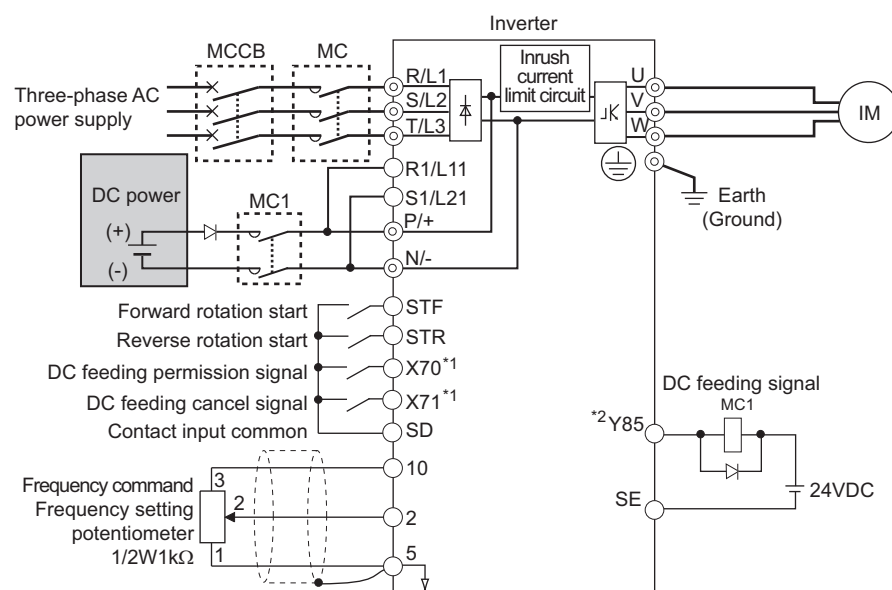 Inverter
MCCB
MC
Inrush
current
limit circuit
Three-phase AC
power supply
R/L1
S/L2
T/L3
U
V
W
IM
R1/L11
S1/L21
DC power
(+)
(-)
MC1
P/+
N/-
Earth
(Ground)
Forward rotation start
STF
Reverse rotation start
STR
DC feeding permission signal
X70*1
DC feeding cancel signal
X71*1
Contact input common
SD
DC feeding signal
MC1
*2Y85
24VDC
SE
Frequency command
Frequency setting
potentiometer
1/2W1kΩ
3
2
1
10
2
5